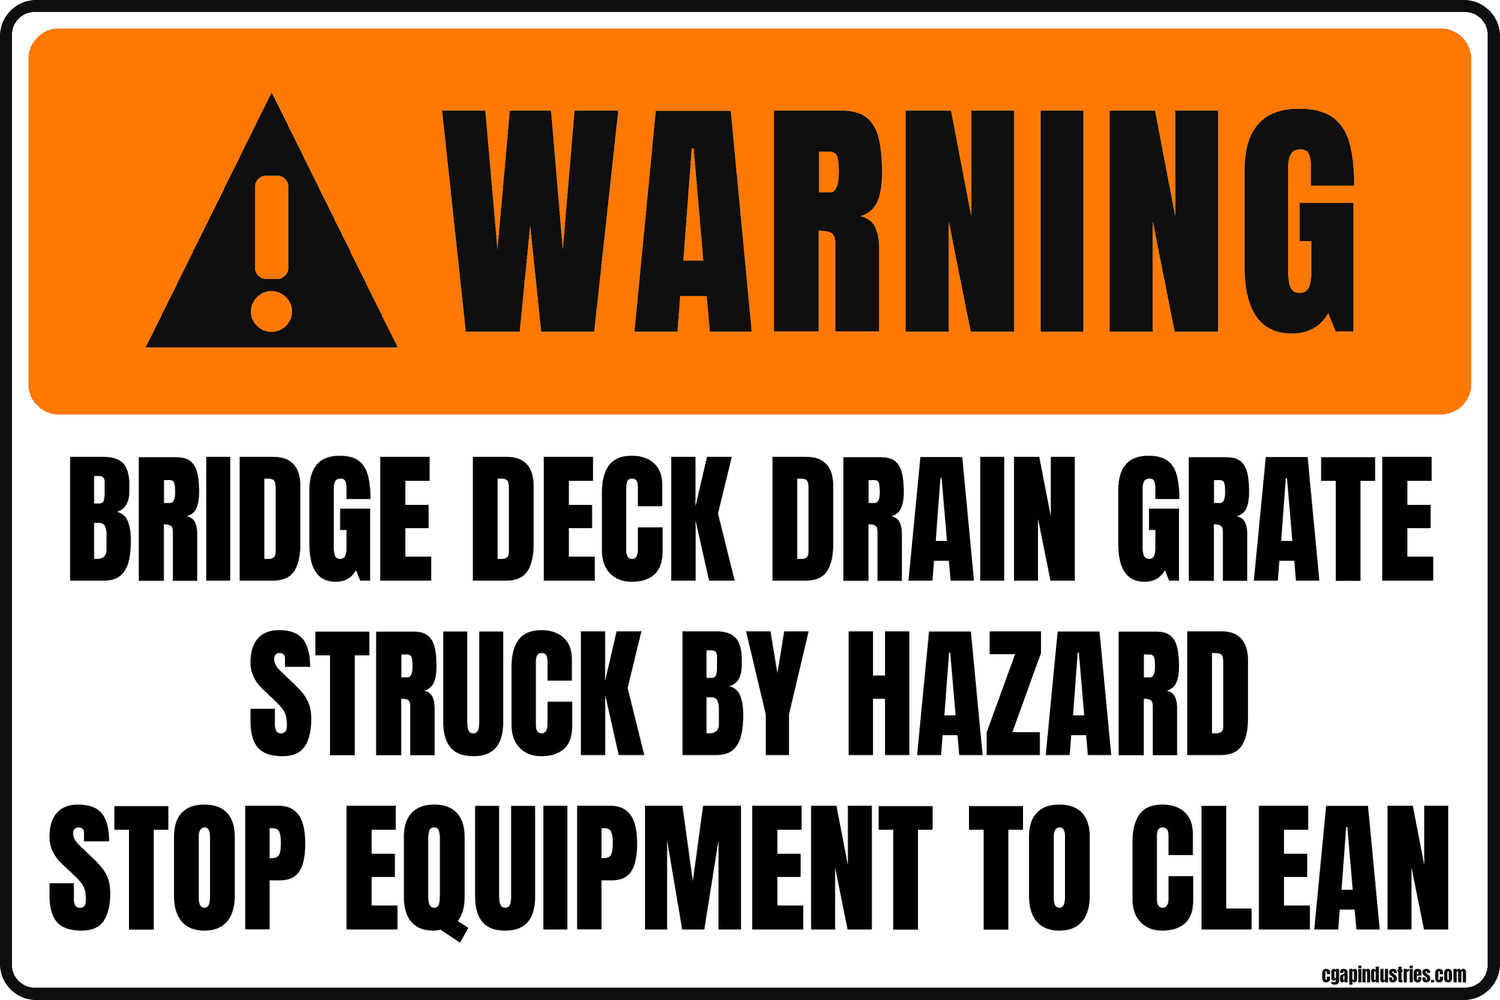 WARNING
BRIDGE DECK DRAIN GRATE
STRUCK BY HAZARD
STOP EQUIPMENT TO CLEAN
cgapindustries.com